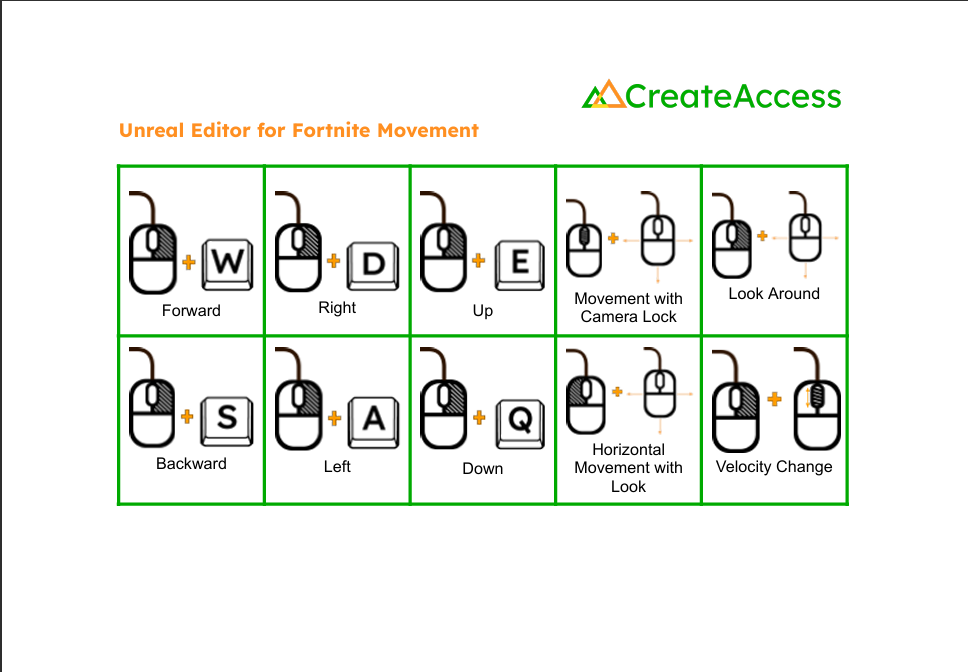 CreateAccess
Unreal Editor for Fortnite Movement
W
Forward
D
Right
E
Up
Movement with
Camera Lock
Look Around
S
Backward
A
Left
Q
Down
Horizontal
Movement with
Look
Velocity Change